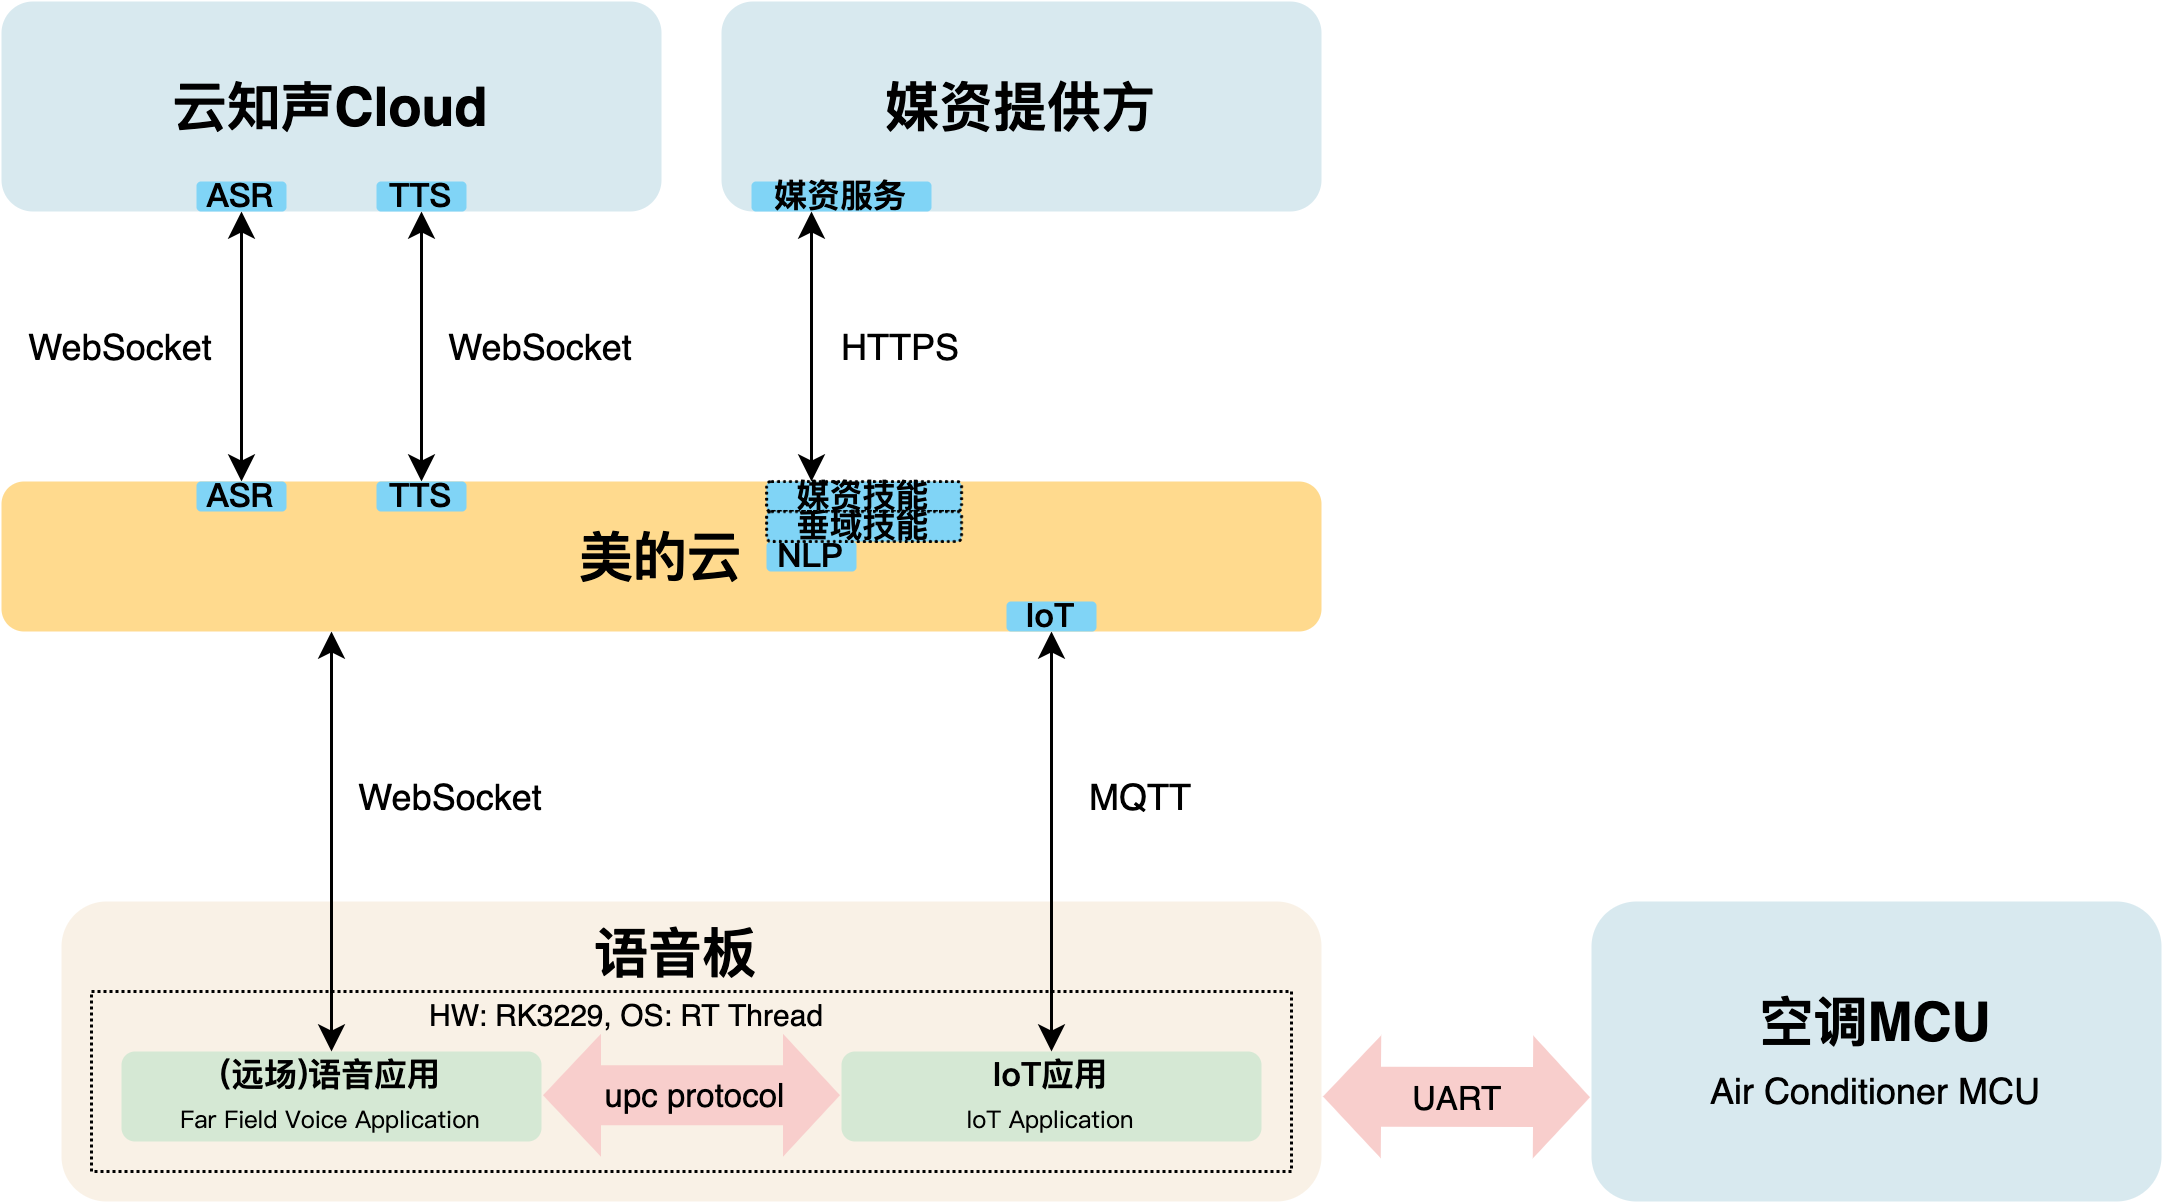 云知声Cloud
媒资提供方
ASR
TTS
媒资服务
WebSocket
WebSocket
HTTPS
ASR
TTS
媒资技能
垂域技能
美的云
NLP
IoT
WebSocket
MQTT
语音板
HW: RK3229, OS: RT Thread
(远场)语音应用
Far Field Voice Application
upc protocol
IoT应用
IoT Application
UART
空调MCU
Air Conditioner MCU